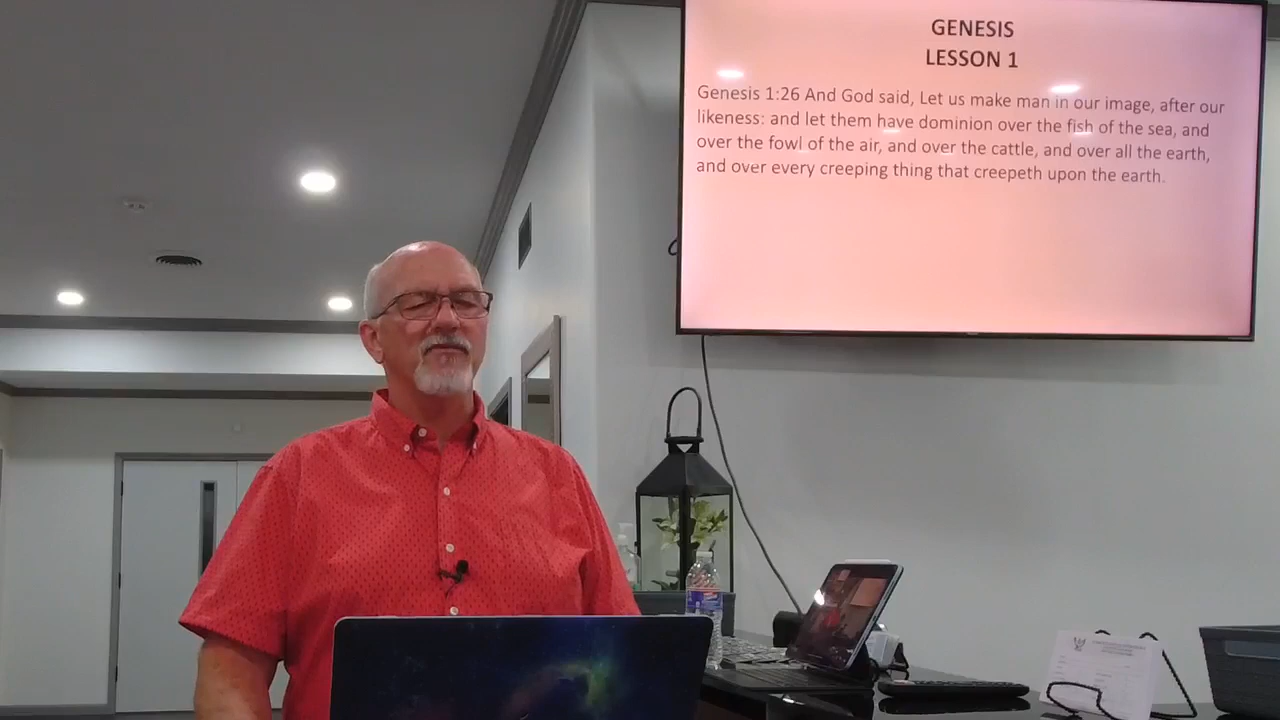 GENESIS
LESSON 1
Genesis 1:26 And God said, Let us make man in our image, after our
likeness: and let them have dominion over the fish of the sea, and
over the fowl of the air, and over the cattle, and over all the earth,
and over every creeping thing that creepeth upon the earth.